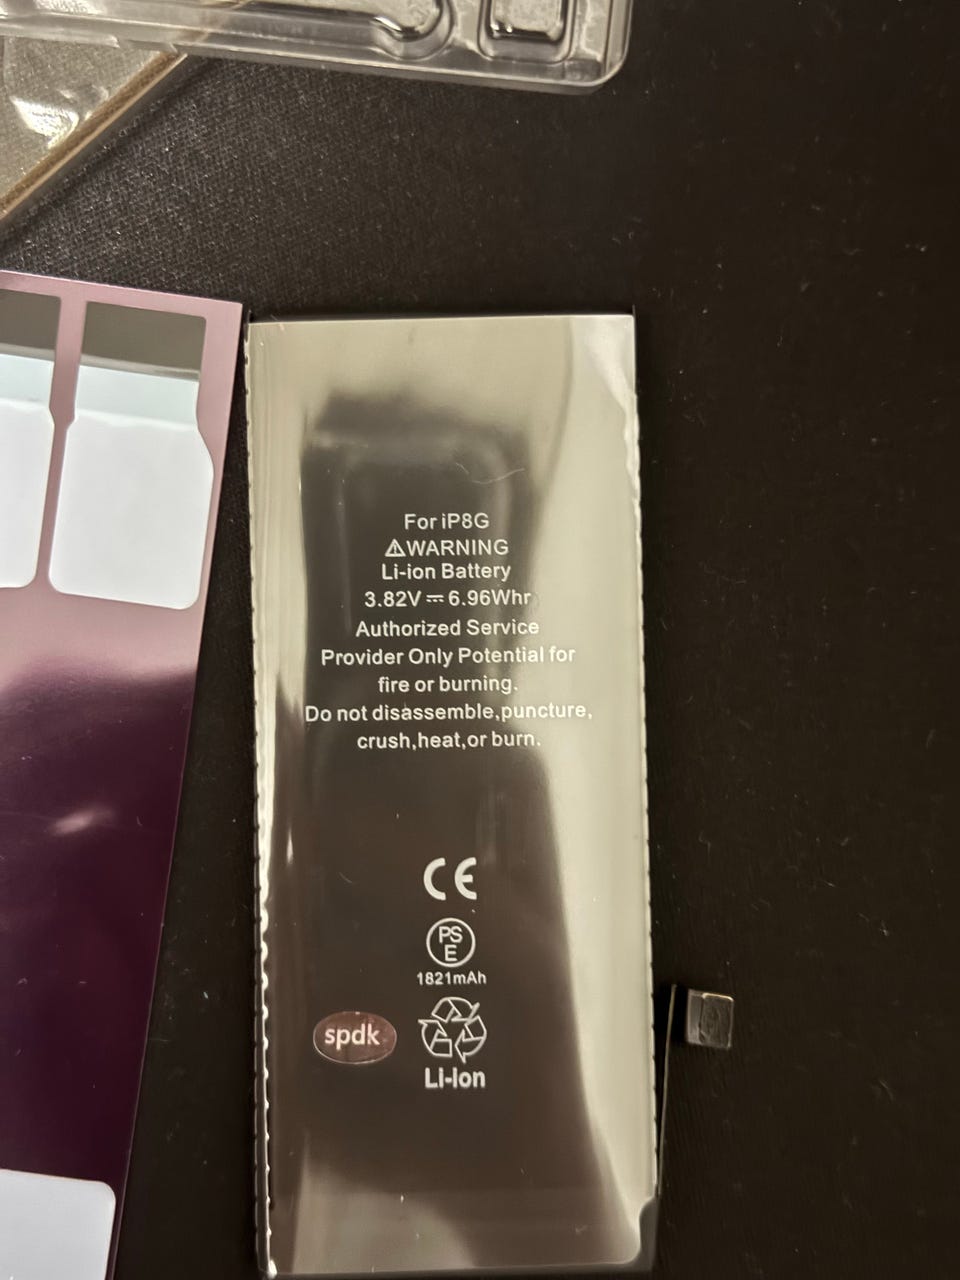 For iP8G
⚠WARNING
Li-ion Battery
3.82V⎓6.96Whr
Authorized Service
Provider Only Potential for
fire or burning.
Do not disassemble,puncture,
crush,heat,or burn.
CE
PS
E
1821mAh
spdk
Li-Ion